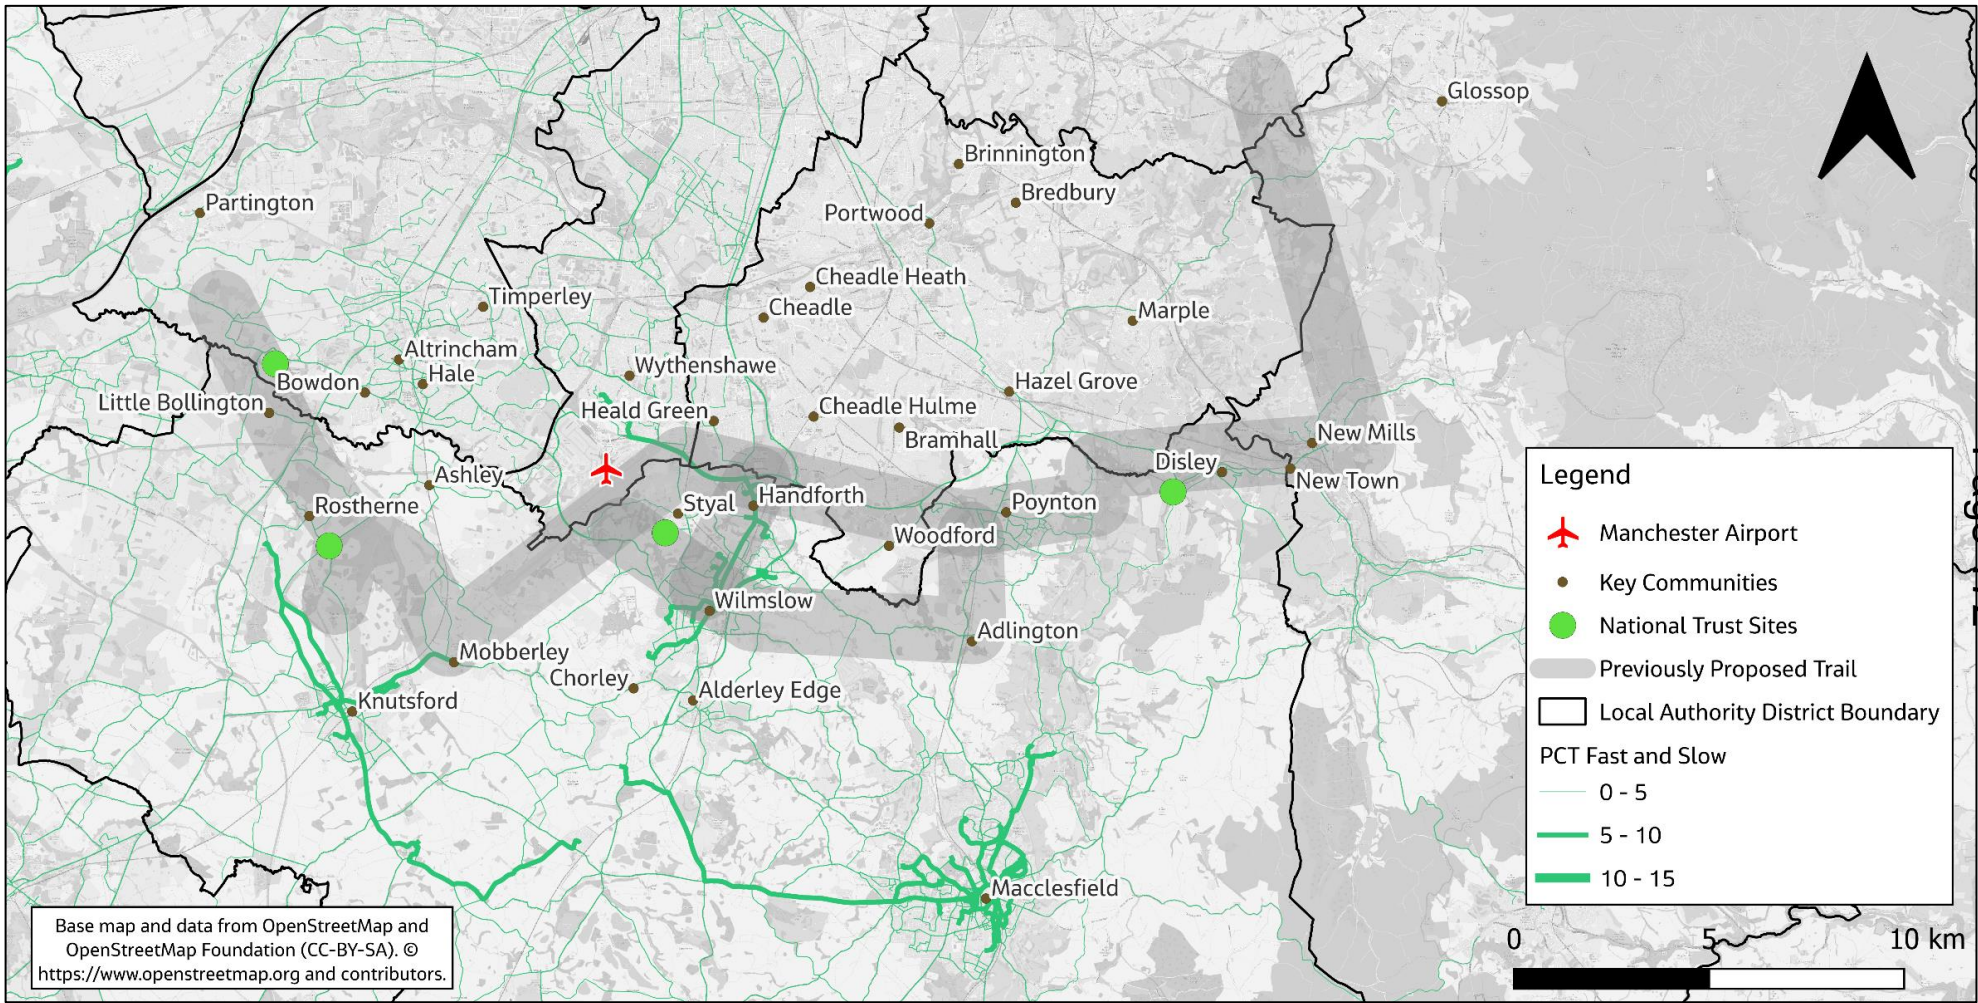 Glossop
Brinnington
Bredbury
Partington
Portwood
Cheadle Heath
Timperley
Cheadle
Marple
Altrincham
Wythenshawe
Hale
Bowdon
Hazel Grove
Little Bollington
Heald Green
Cheadle Hulme
Bramhall
New Mills
Disley
Ashley
New Town
Rostherne
Styal
Handforth
Poynton
Woodford
Wilmslow
Adlington
Mobberley
Chorley
Alderley Edge
Knutsford
Macclesfield
Legend
Manchester Airport
Key Communities
National Trust Sites
Previously Proposed Trail
Local Authority District Boundary
PCT Fast and Slow
0 - 5
5 - 10
10 - 15
0 5 10 km
Base map and data from OpenStreetMap and
OpenStreetMap Foundation (CC-BY-SA). ©
https://www.openstreetmap.org and contributors.